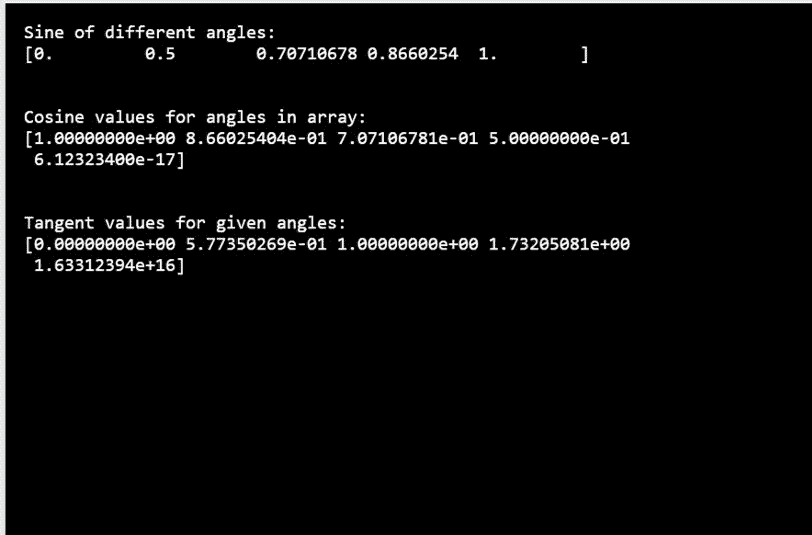 Sine of different angles:
[0.         0.5        0.70710678 0.8660254  1.        ]
Cosine values for angles in array:
[1.00000000e+00 8.66025404e-01 7.07106781e-01 5.00000000e-01
 6.12323400e-17]
Tangent values for given angles:
[0.00000000e+00 5.77350269e-01 1.00000000e+00 1.73205081e+00
 1.63312394e+16]